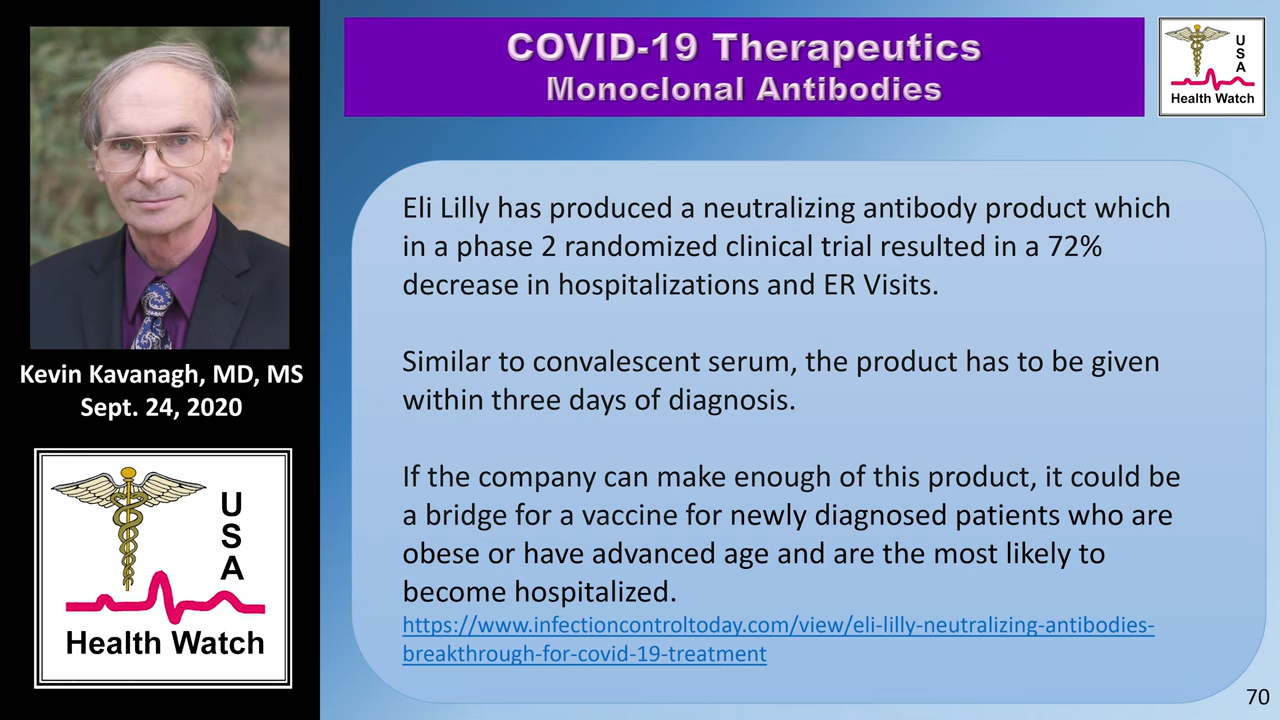 COVID-19 Therapeutics
Monoclonal Antibodies
U
S
A
Health Watch
Kevin Kavanagh, MD, MS
Sept. 24, 2020
U
S
A
Health Watch
Eli Lilly has produced a neutralizing antibody product which
in a phase 2 randomized clinical trial resulted in a 72%
decrease in hospitalizations and ER Visits.
Similar to convalescent serum, the product has to be given
within three days of diagnosis.
If the company can make enough of this product, it could be
a bridge for a vaccine for newly diagnosed patients who are
obese or have advanced age and are the most likely to
become hospitalized.
https://www.infectioncontroltoday.com/view/eli-lilly-neutralizing-antibodies-
breakthrough-for-covid-19-treatment
70